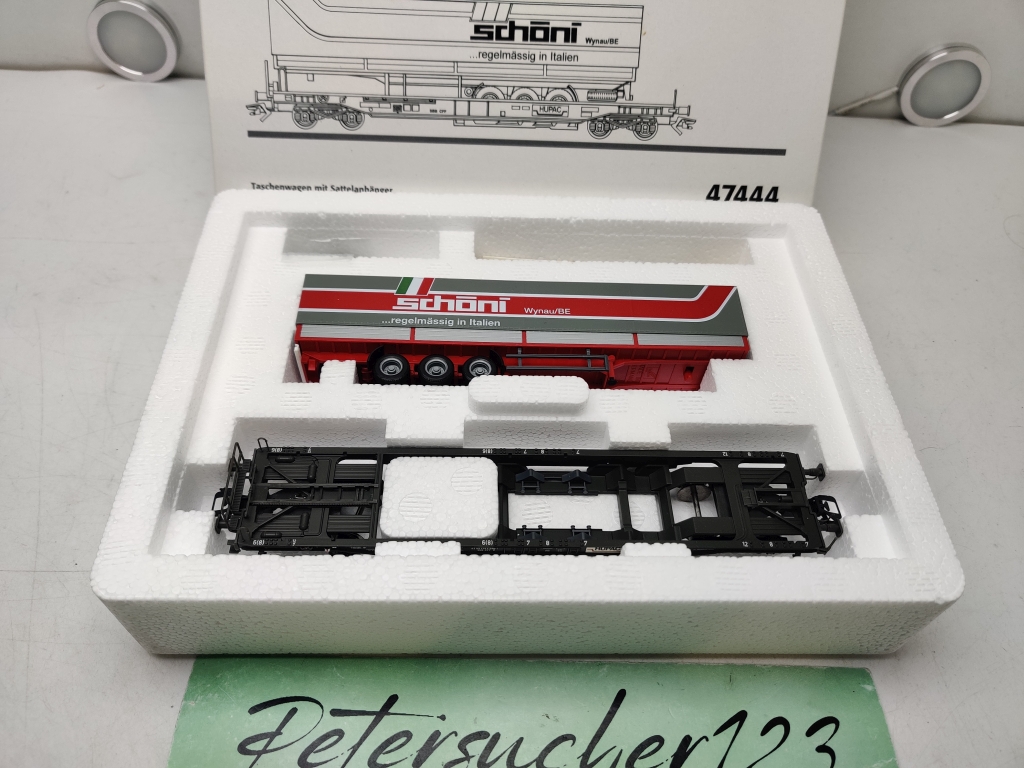 schöni Wynau/BE
...regelmässig in Italien
HUPAC
Taschenwagen mit Sattelanhänger
47444
schöni Wynau/BE
...regelmässig in Italien
Petersucher123